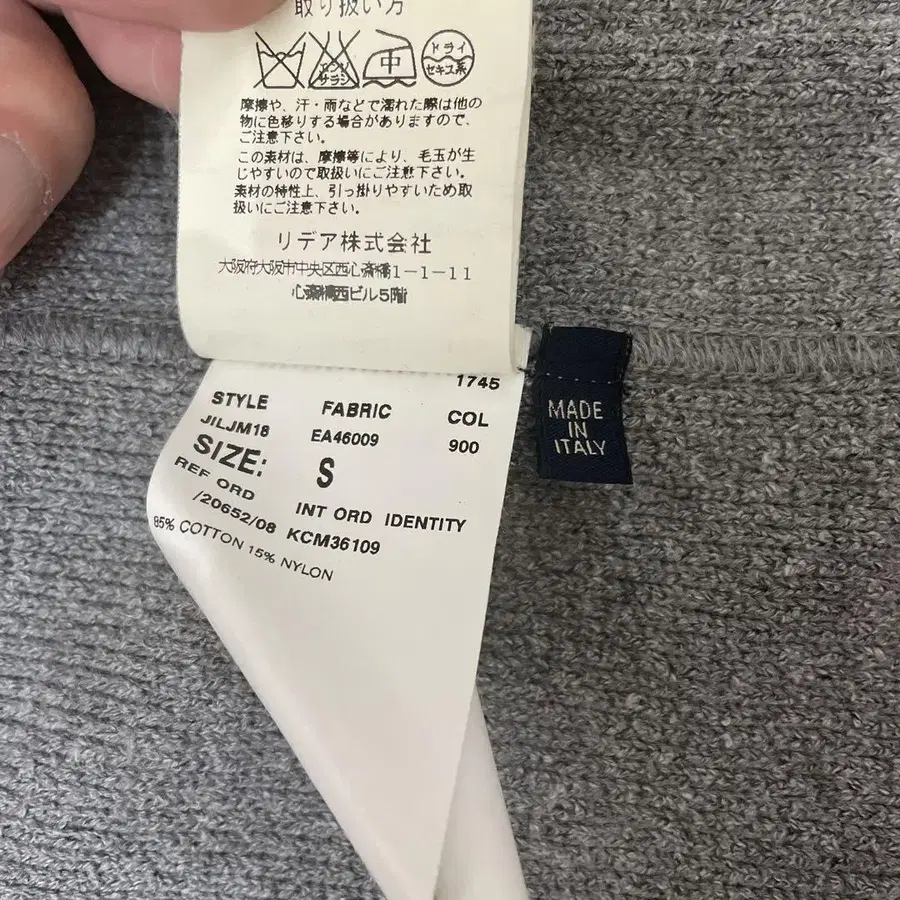 取り扱い方
エンソ
サラシ
中
ドライ
セキユ系
摩擦や、汗・雨などで濡れた際は他の
物に色移りする場合がありますので、
ご注意下さい。
この素材は、摩擦等により、毛玉が生
じやすいので取扱いにご注意下さい。
素材の特性上、引っ掛りやすいため取
扱いにご注意下さい。
リデア株式会社
大阪府大阪市中央区西心斎橋1-1-11
心斎橋西ビル5階
1745
STYLE FABRIC COL
JILJM18 EA46009 900
SIZE: S
REF ORD INT ORD IDENTITY
/20652/08 KCM36109
85% COTTON 15% NYLON
MADE
IN
ITALY